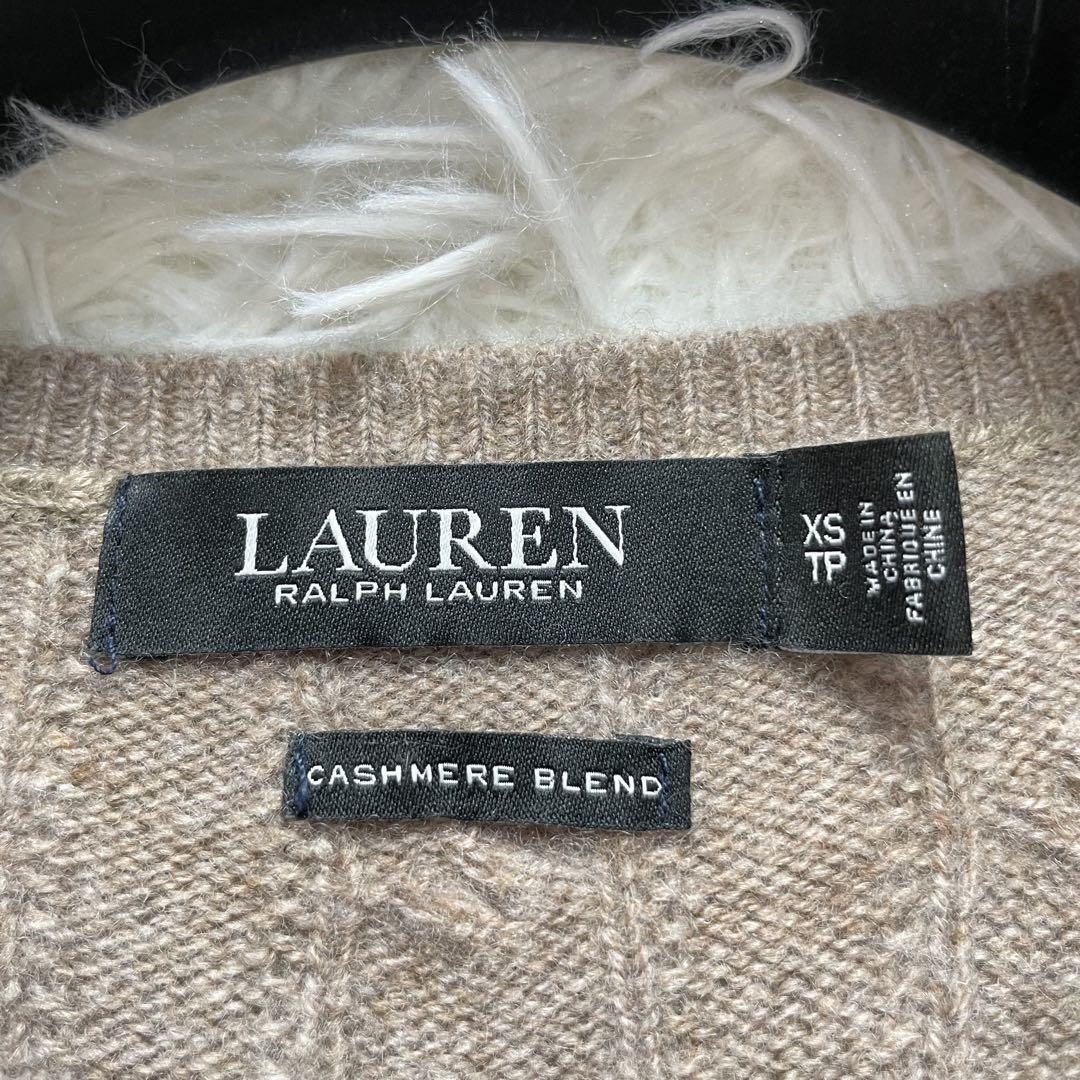 LAUREN
RALPH LAUREN
XS
TP
MADE IN
CHINA
FABRIQUE EN
CHINE
CASHMERE BLEND